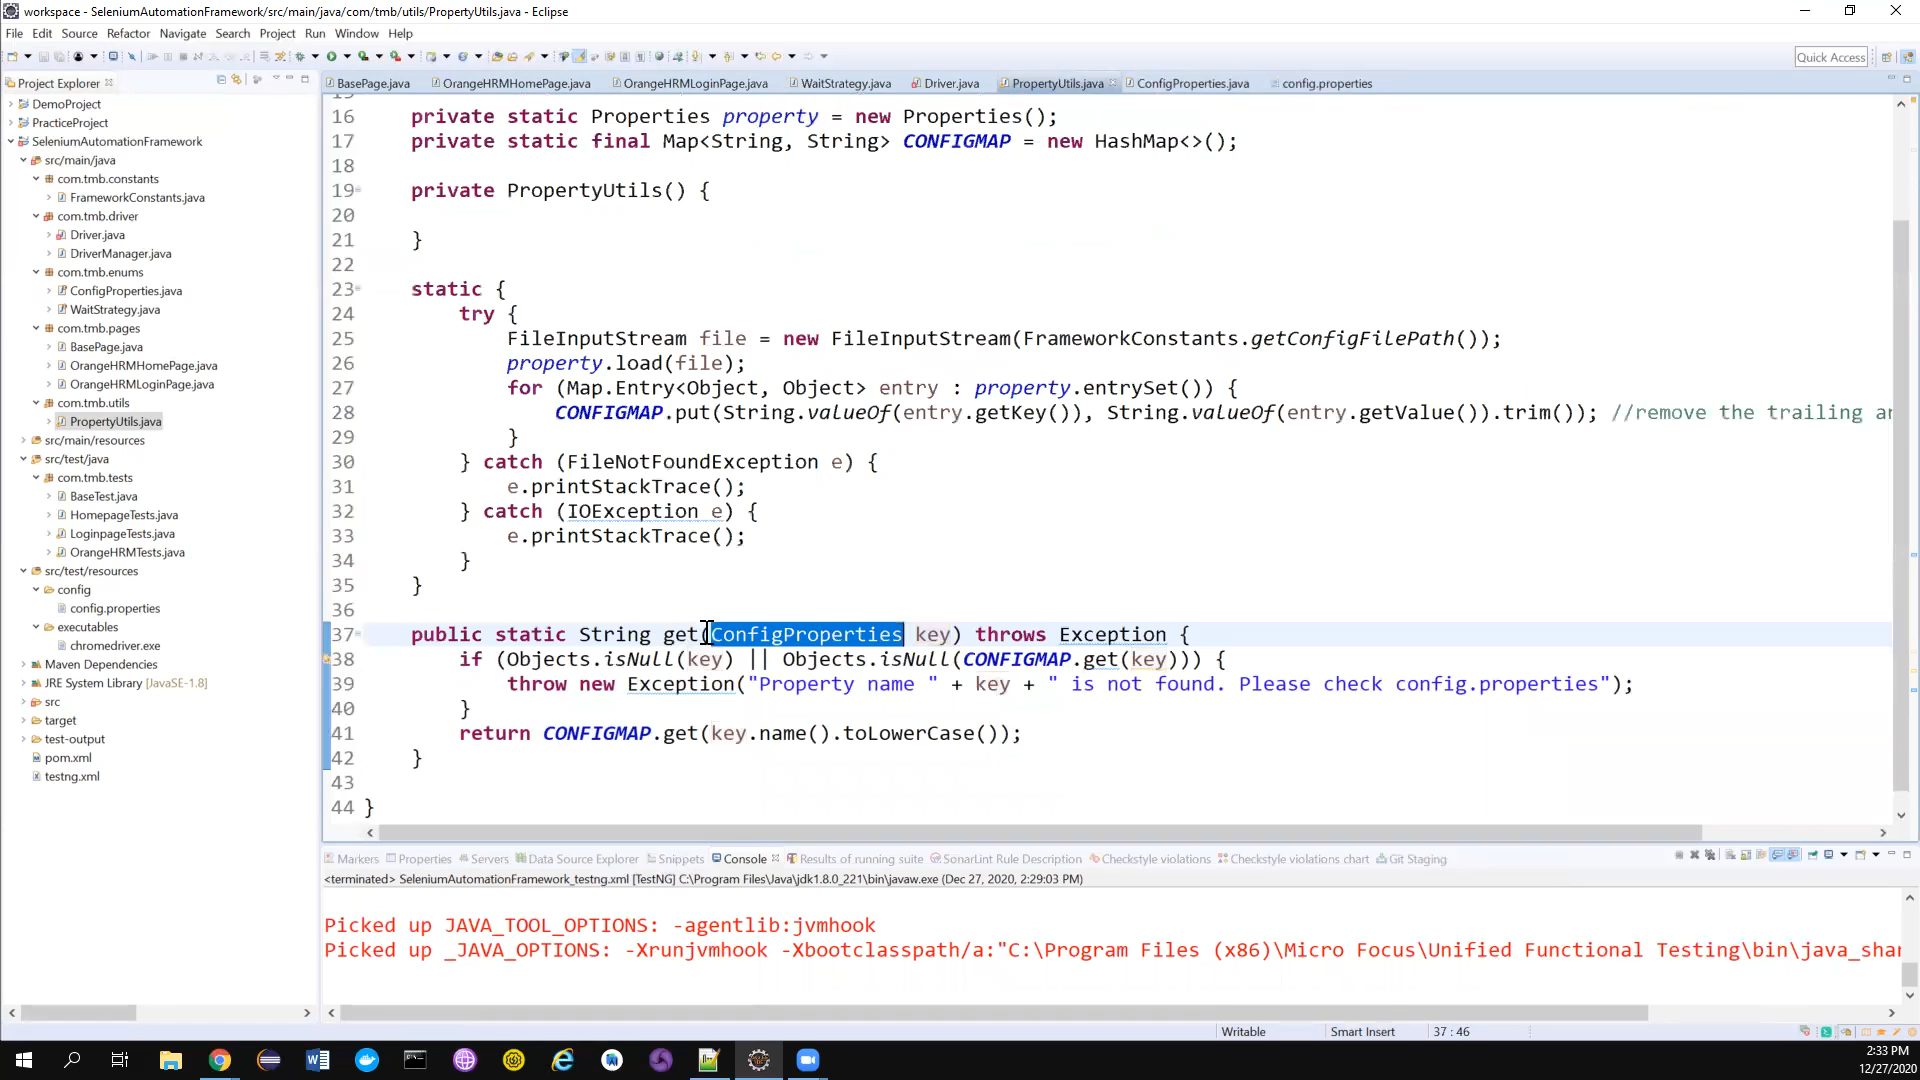 workspace - SeleniumAutomationFramework/src/main/java/com/tmb/utils/PropertyUtils.java - Eclipse
File Edit Source Refactor Navigate Search Project Run Window Help
Quick Access
Project Explorer
BasePage.java OrangeHRMHomePage.java OrangeHRMLoginPage.java WaitStrategy.java Driver.java PropertyUtils.java ConfigProperties.java config.properties
DemoProject
PracticeProject
SeleniumAutomationFramework
src/main/java
com.tmb.constants
FrameworkConstants.java
com.tmb.driver
Driver.java
DriverManager.java
com.tmb.enums
ConfigProperties.java
WaitStrategy.java
com.tmb.pages
BasePage.java
OrangeHRMHomePage.java
OrangeHRMLoginPage.java
com.tmb.utils
PropertyUtils.java
src/main/resources
src/test/java
com.tmb.tests
BaseTest.java
HomepageTests.java
LoginpageTests.java
OrangeHRMTests.java
src/test/resources
config
config.properties
executables
chromedriver.exe
Maven Dependencies
JRE System Library [JavaSE-1.8]
src
target
test-output
pom.xml
testng.xml
16 private static Properties property = new Properties();
17 private static final Map<String, String> CONFIGMAP = new HashMap<>();
18
19 private PropertyUtils() {
20
21 }
22
23 static {
24 try {
25 FileInputStream file = new FileInputStream(FrameworkConstants.getConfigFilePath());
26 property.load(file);
27 for (Map.Entry<Object, Object> entry : property.entrySet()) {
28 CONFIGMAP.put(String.valueOf(entry.getKey()), String.valueOf(entry.getValue()).trim()); //remove the trailing
29 }
30 } catch (FileNotFoundException e) {
31 e.printStackTrace();
32 } catch (IOException e) {
33 e.printStackTrace();
34 }
35 }
36
37 public static String get(ConfigProperties key) throws Exception {
38 if (Objects.isNull(key) || Objects.isNull(CONFIGMAP.get(key))) {
39 throw new Exception("Property name " + key + " is not found. Please check config.properties");
40 }
41 return CONFIGMAP.get(key.name().toLowerCase());
42 }
43
44 }
Markers Properties Servers Data Source Explorer Snippets Console Results of running suite SonarLint Rule Description Checkstyle violations Checkstyle violations chart Git Staging
<terminated> SeleniumAutomationFramework_testng.xml [TestNG] C:\Program Files\Java\jdk1.8.0_221\bin\javaw.exe (Dec 27, 2020, 2:29:03 PM)
Picked up JAVA_TOOL_OPTIONS: -agentlib:jvmhook
Picked up _JAVA_OPTIONS: -Xrunjvmhook -Xbootclasspath/a:"C:\Program Files (x86)\Micro Focus\Unified Functional Testing\bin\java_shar
Writable Smart Insert 37 : 46
2:33 PM
12/27/2020